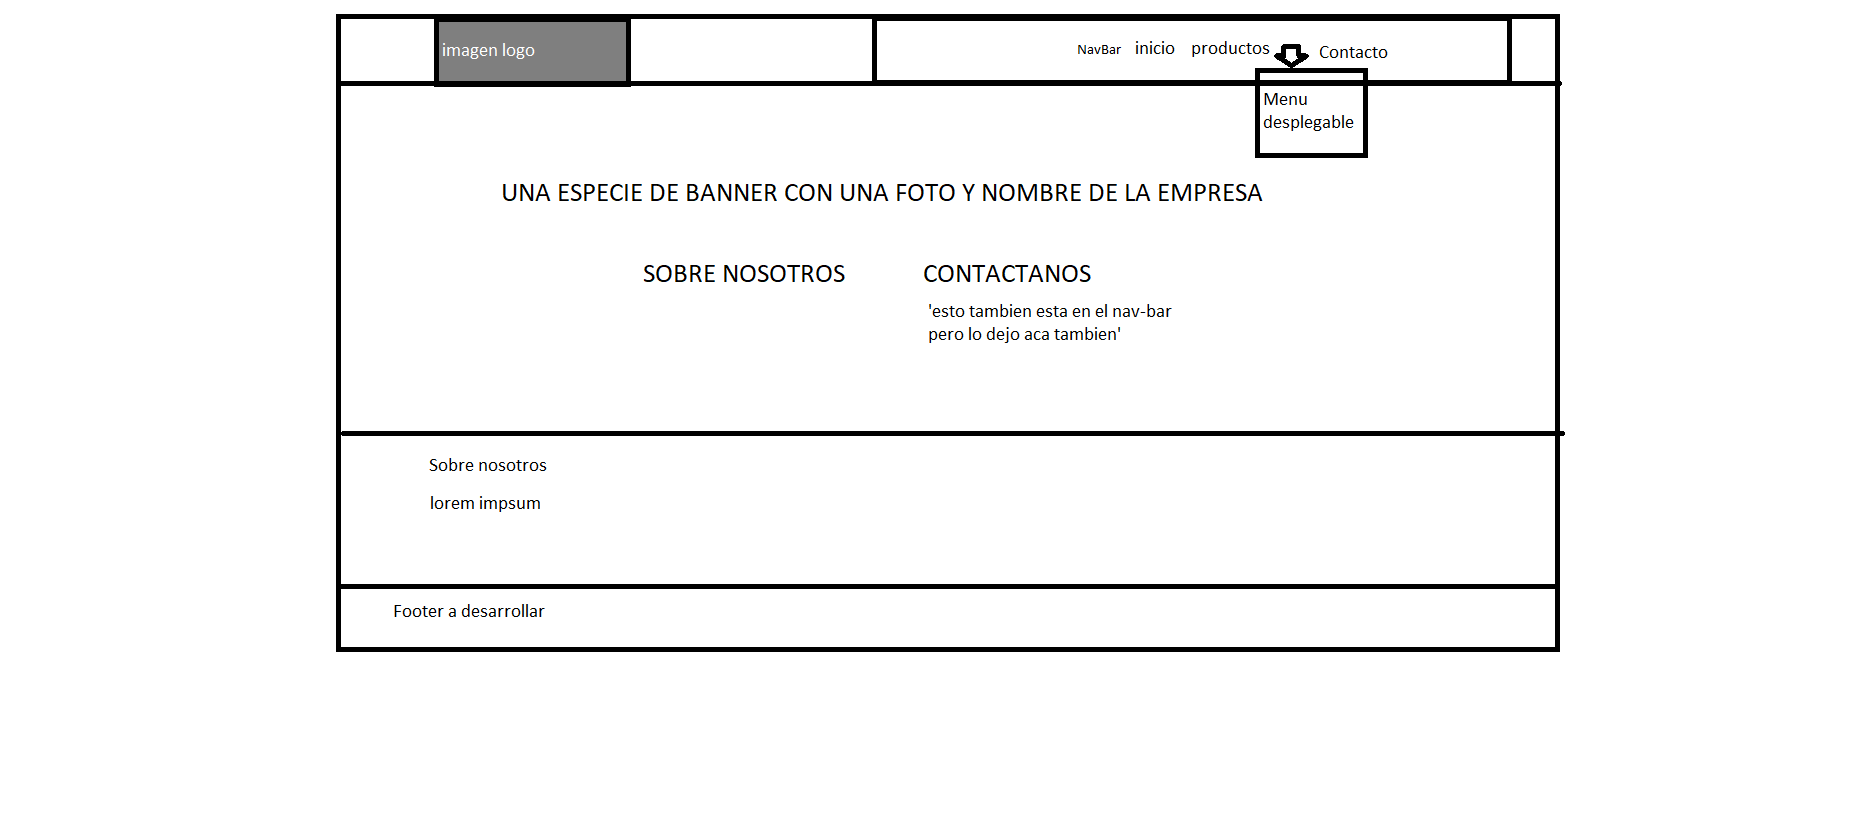 imagen logo
NavBar inicio productos Contacto
Menu
desplegable
UNA ESPECIE DE BANNER CON UNA FOTO Y NOMBRE DE LA EMPRESA
SOBRE NOSOTROS
CONTACTANOS
'esto tambien esta en el nav-bar
pero lo dejo aca tambien'
Sobre nosotros
lorem impsum
Footer a desarrollar